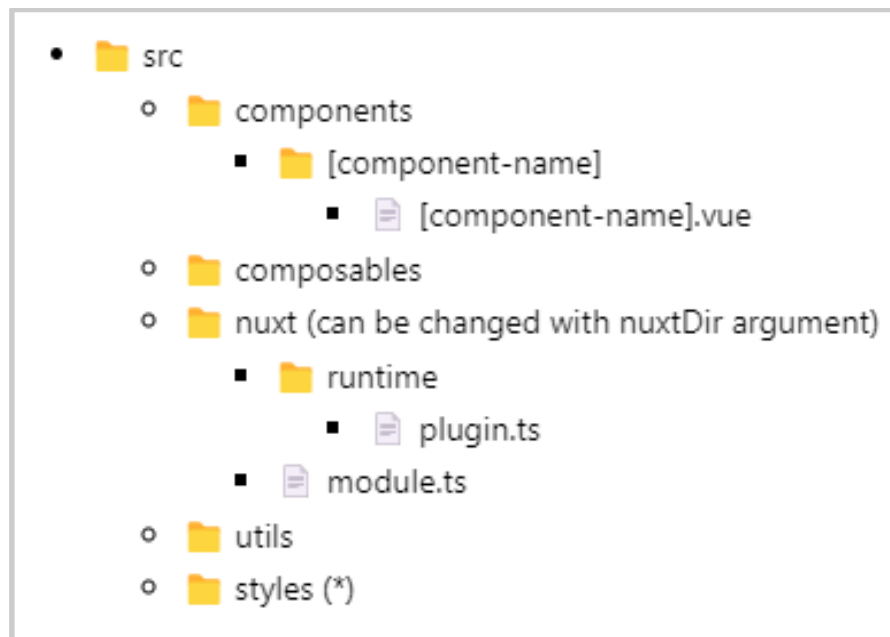 src
components
[component-name]
[component-name].vue
composables
nuxt (can be changed with nuxtDir argument)
runtime
plugin.ts
module.ts
utils
styles (*)